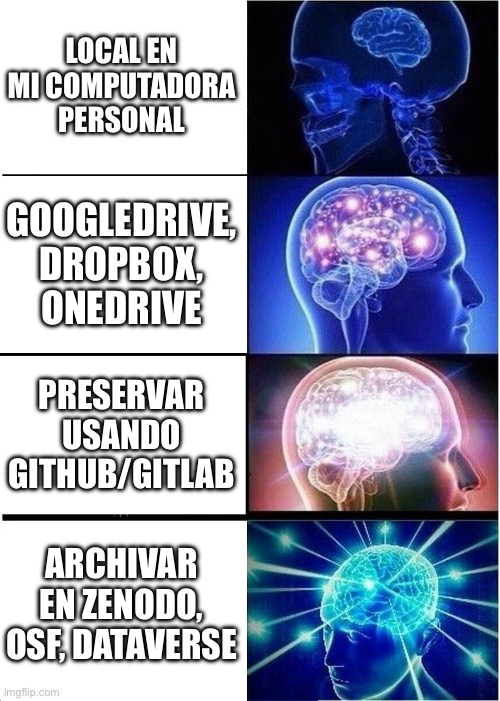 LOCAL EN
MI COMPUTADORA
PERSONAL
GOOGLEDRIVE,
DROPBOX,
ONEDRIVE
PRESERVAR
USANDO
GITHUB/GITLAB
ARCHIVAR
EN ZENODO,
OSF, DATAVERSE
imgflip.com